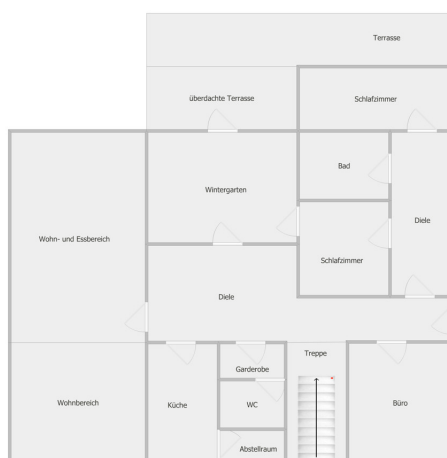 Terrasse
überdachte Terrasse
Schlafzimmer
Bad
Wintergarten
Diele
Wohn- und Essbereich
Schlafzimmer
Diele
Treppe
Garderobe
Wohnbereich
Küche
WC
Büro
Abstellraum